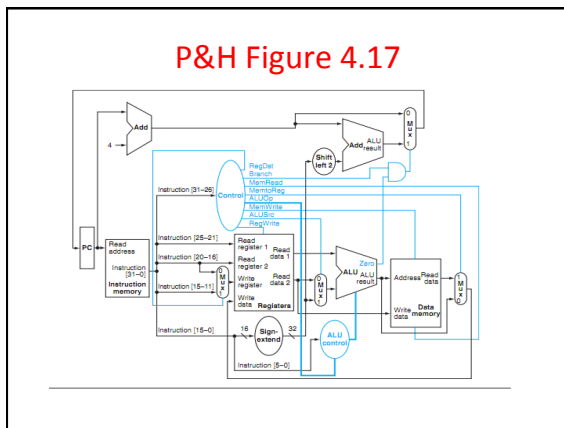 P&H Figure 4.17
Add
4
Add ALU
result
0
M
u
x
1
Shift
left 2
RegDst
Branch
MemRead
MemtoReg
ALUOp
MemWrite
ALUSrc
RegWrite
Control
Instruction [31–26]
Instruction [25–21]
Instruction [20–16]
Instruction [15–11]
Instruction [15–0]
Instruction [5–0]
PC
Read
address
Instruction
[31–0]
Instruction
memory
0
M
u
x
1
Read
register 1
Read
register 2
Write
register
Write
data
Read
data 1
Read
data 2
Registers
0
M
u
x
1
Zero
ALU
ALU
result
Address
Read
data
Write
data
Data
memory
1
M
u
x
0
16
Sign-
extend
32
ALU
control